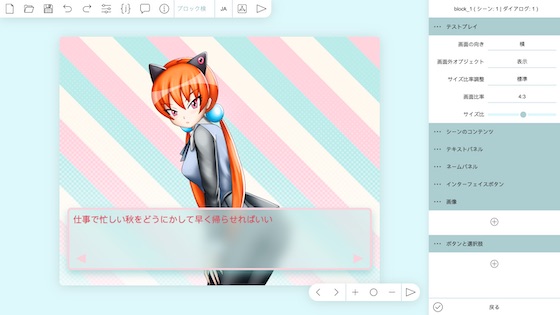 ブロック 1
JA
block_1 ( シーン: 1 | ダイアログ: 1 )
テストプレイ
画面の向き 横
画面外オブジェクト 表示
サイズ比率調整 標準
画面比率 4:3
サイズ比
シーンのコンテンツ
テキストパネル
ネームパネル
インターフェイスボタン
画像
ボタンと選択肢
戻る
仕事で忙しい秋をどうにかして早く帰らせればいい